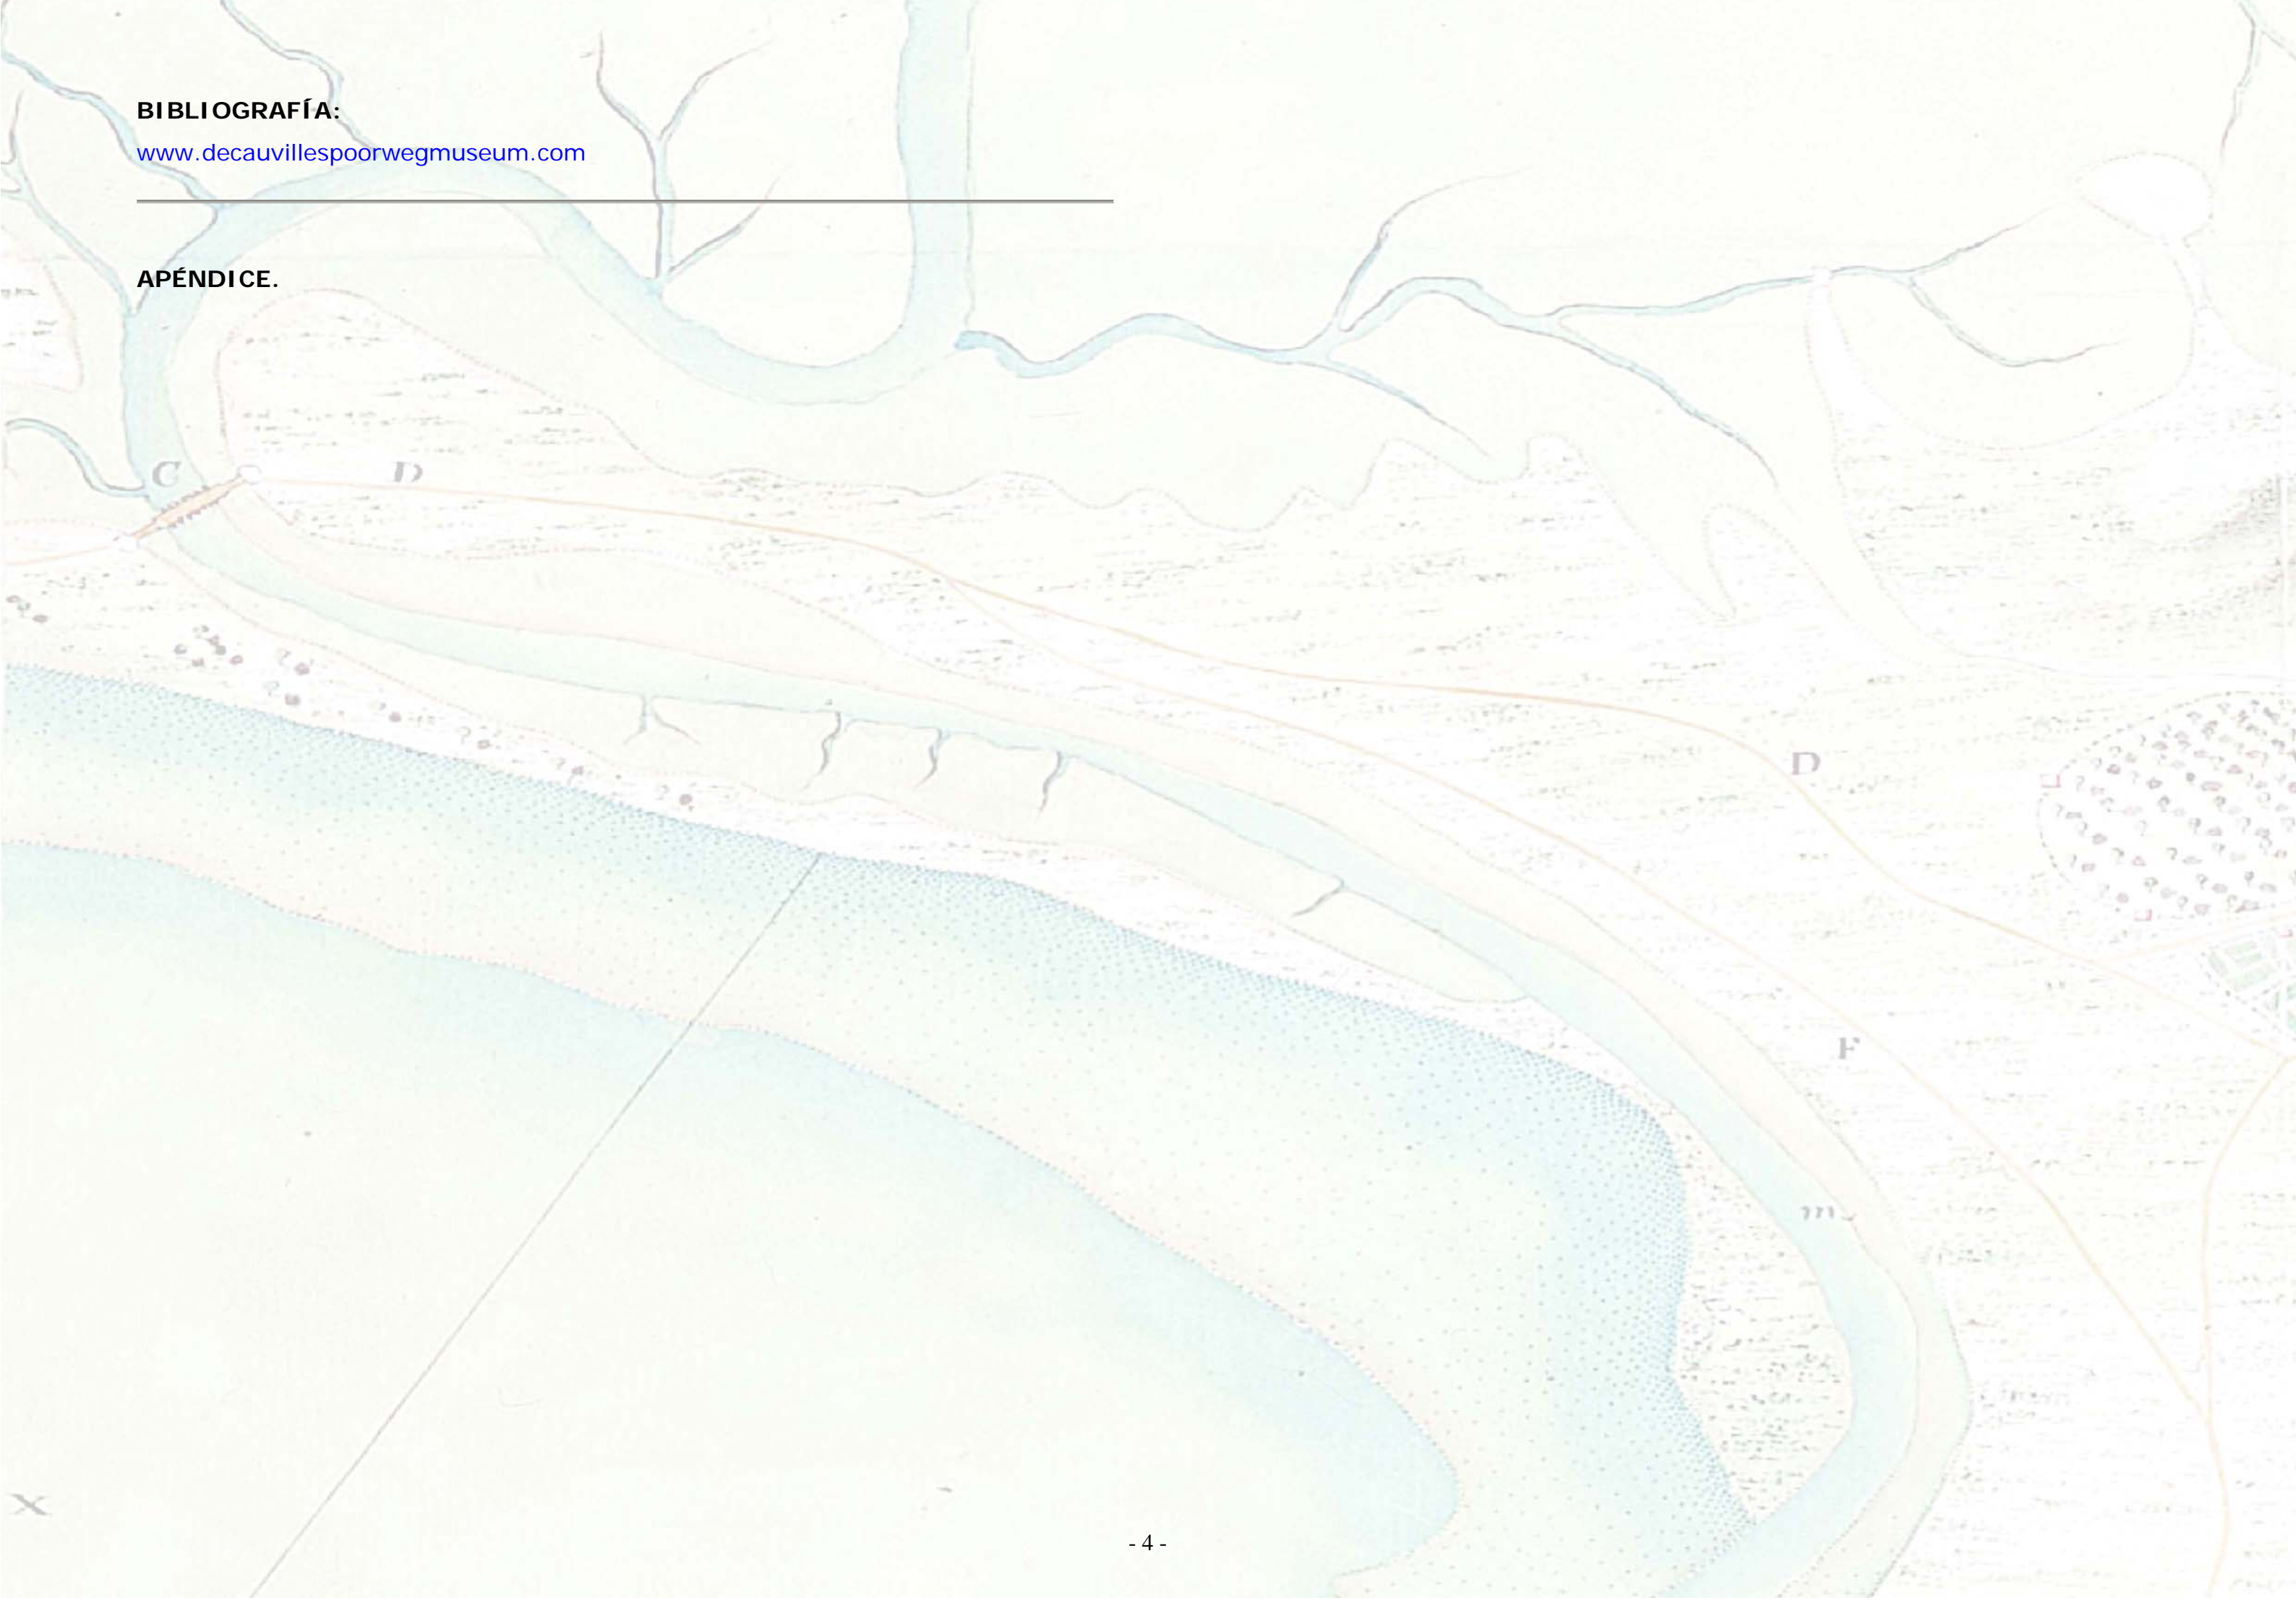 BIBLIOGRAFÍA:
www.decauvillespoorwegmuseum.com
APÉNDICE.
C
D
D
F
m
X
- 4 -